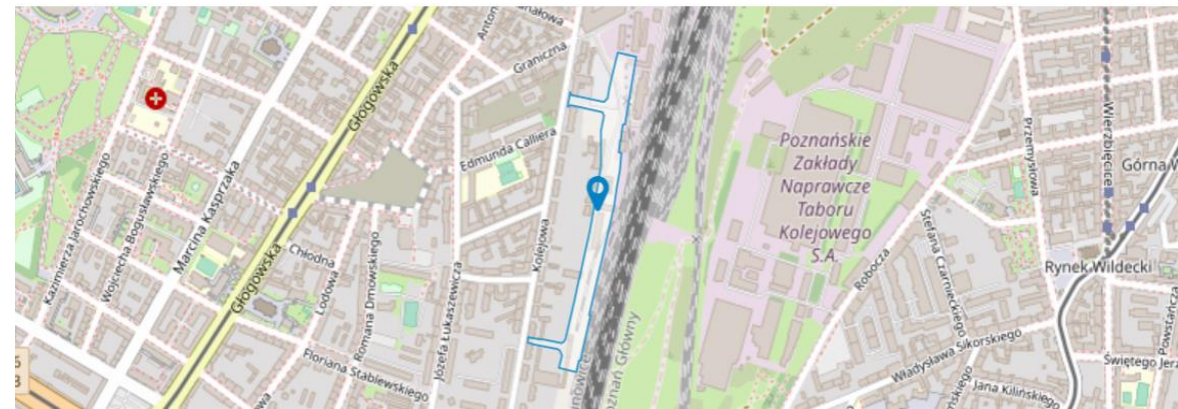 Głogowska
Głogowska
Kazimierza Jarochowskiego
Wojciecha Bogusławskiego
Marcina Kasprzaka
Chłodna
Lodowa
Romana Dmowskiego
Floriana Stablewskiego
Józefa Łukaszewicza
Graniczna
Edmunda Calliera
Kolejowa
Poznańskie
Zakłady
Naprawcze
Taboru
Kolejowego
S.A.
Robocza
Przemysłowa
Wierzbięcice
Górna W
Stefana Czarnieckiego
Rynek Wildecki
Władysława Sikorskiego
Jana Kilińskiego
Powstańcza
Świętego Jerz